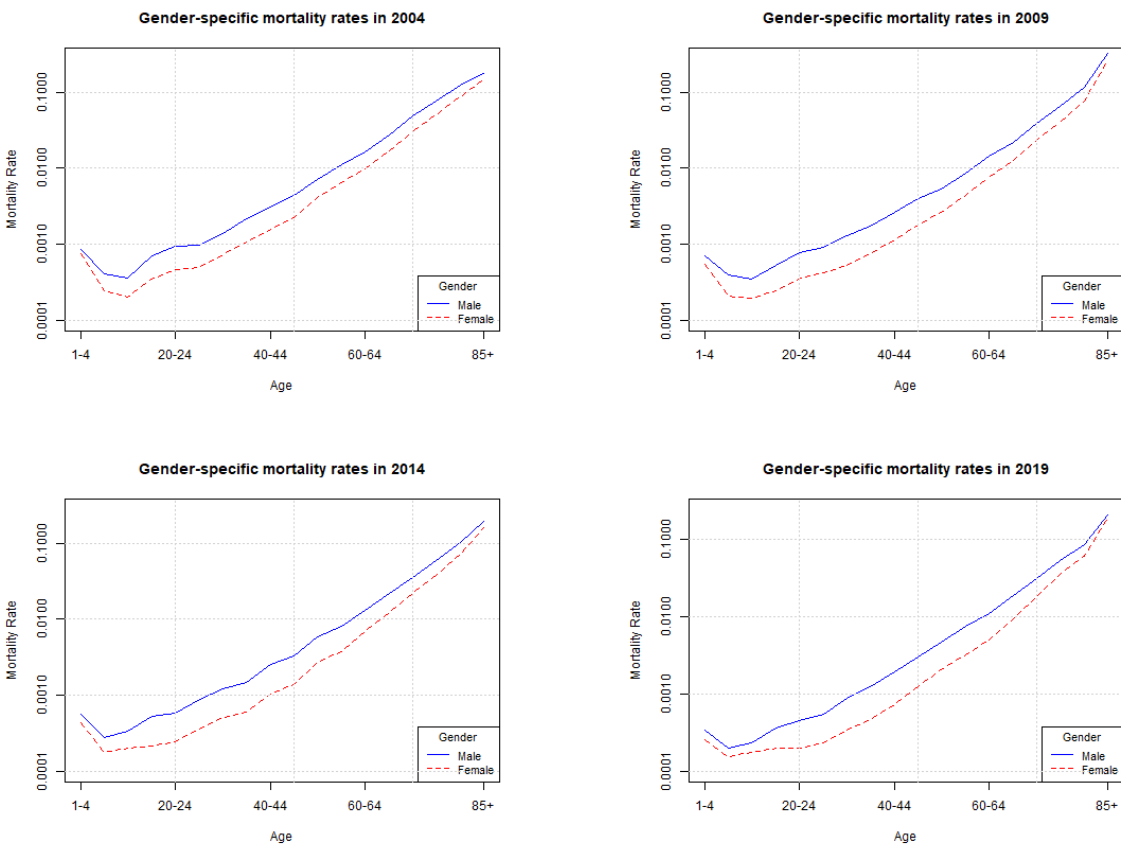 Gender-specific mortality rates in 2004
Mortality Rate
0.1000
0.0100
0.0010
0.0001
Gender
Male
Female
1-4
20-24
40-44
60-64
85+
Age
Gender-specific mortality rates in 2009
Mortality Rate
0.1000
0.0100
0.0010
0.0001
Gender
Male
Female
1-4
20-24
40-44
60-64
85+
Age
Gender-specific mortality rates in 2014
Mortality Rate
0.1000
0.0100
0.0010
0.0001
Gender
Male
Female
1-4
20-24
40-44
60-64
85+
Age
Gender-specific mortality rates in 2019
Mortality Rate
0.1000
0.0100
0.0010
0.0001
Gender
Male
Female
1-4
20-24
40-44
60-64
85+
Age